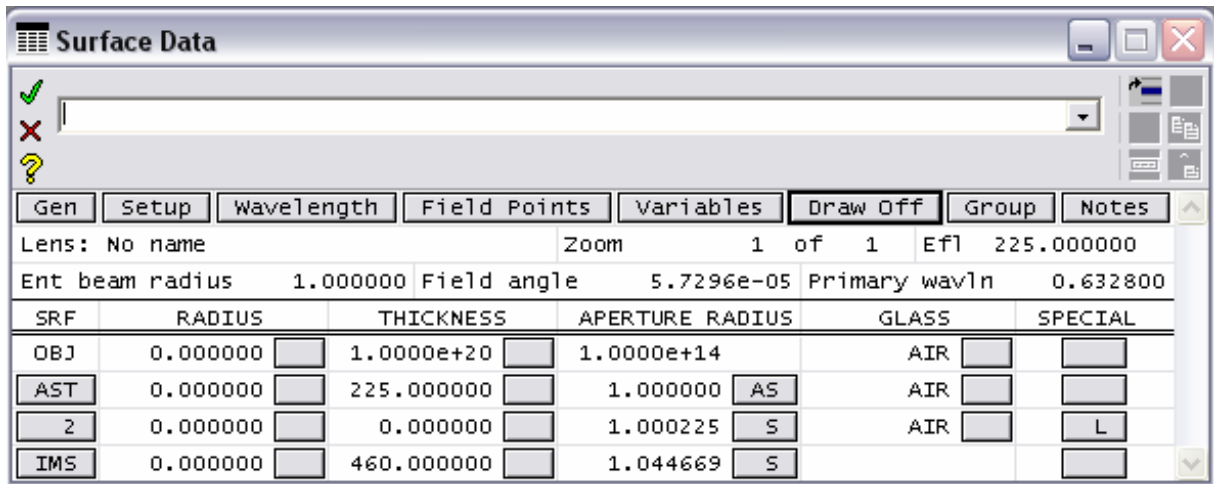 Surface Data
Gen Setup Wavelength Field Points Variables Draw Off Group Notes
Lens: No name Zoom 1 of 1 Efl 225.000000
Ent beam radius 1.000000 Field angle 5.7296e-05 Primary wavln 0.632800
SRF RADIUS THICKNESS APERTURE RADIUS GLASS SPECIAL
OBJ 0.000000 1.0000e+20 1.0000e+14 AIR
AST 0.000000 225.000000 1.000000 AS AIR
2 0.000000 0.000000 1.000225 S AIR L
IMS 0.000000 460.000000 1.044669 S